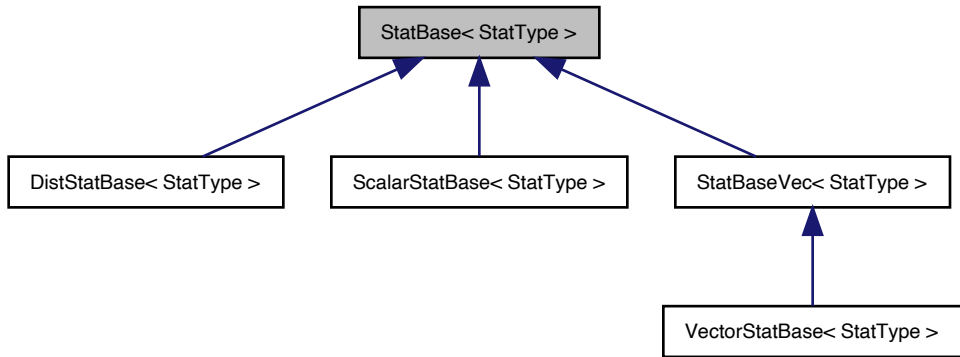 StatBase< StatType >
DistStatBase< StatType >
ScalarStatBase< StatType >
StatBaseVec< StatType >
VectorStatBase< StatType >